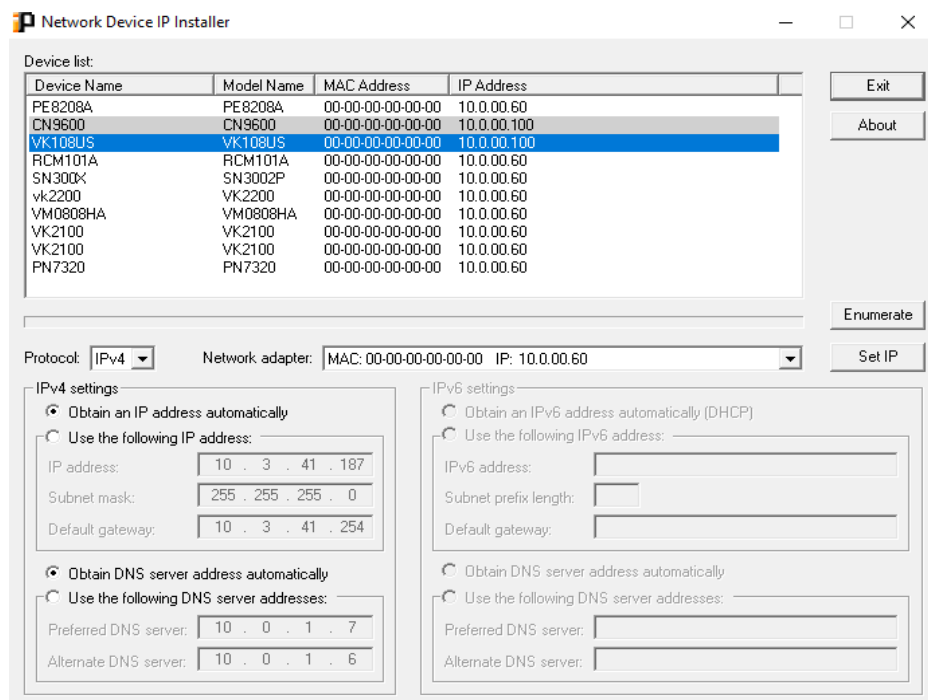 Network Device IP Installer
Device list:
Device Name Model Name MAC Address IP Address
PE8208A PE8208A 00-00-00-00-00-00 10.0.00.60
CN9600 CN9600 00-00-00-00-00-00 10.0.00.100
VK108US VK108US 00-00-00-00-00-00 10.0.00.100
RCM101A RCM101A 00-00-00-00-00-00 10.0.00.60
SN300X SN3002P 00-00-00-00-00-00 10.0.00.60
vk2200 VK2200 00-00-00-00-00-00 10.0.00.60
VM0808HA VM0808HA 00-00-00-00-00-00 10.0.00.60
VK2100 VK2100 00-00-00-00-00-00 10.0.00.60
VK2100 VK2100 00-00-00-00-00-00 10.0.00.60
PN7320 PN7320 00-00-00-00-00-00 10.0.00.60
Exit
About
Enumerate
Protocol: IPv4 Network adapter: MAC: 00-00-00-00-00-00 IP: 10.0.00.60 Set IP
IPv4 settings
Obtain an IP address automatically
Use the following IP address:
IP address: 10 . 3 . 41 . 187
Subnet mask: 255 . 255 . 255 . 0
Default gateway: 10 . 3 . 41 . 254
Obtain DNS server address automatically
Use the following DNS server addresses:
Preferred DNS server: 10 . 0 . 1 . 7
Alternate DNS server: 10 . 0 . 1 . 6
IPv6 settings
Obtain an IPv6 address automatically (DHCP)
Use the following IPv6 address:
IPv6 address:
Subnet prefix length:
Default gateway:
Obtain DNS server address automatically
Use the following DNS server addresses:
Preferred DNS server:
Alternate DNS server: